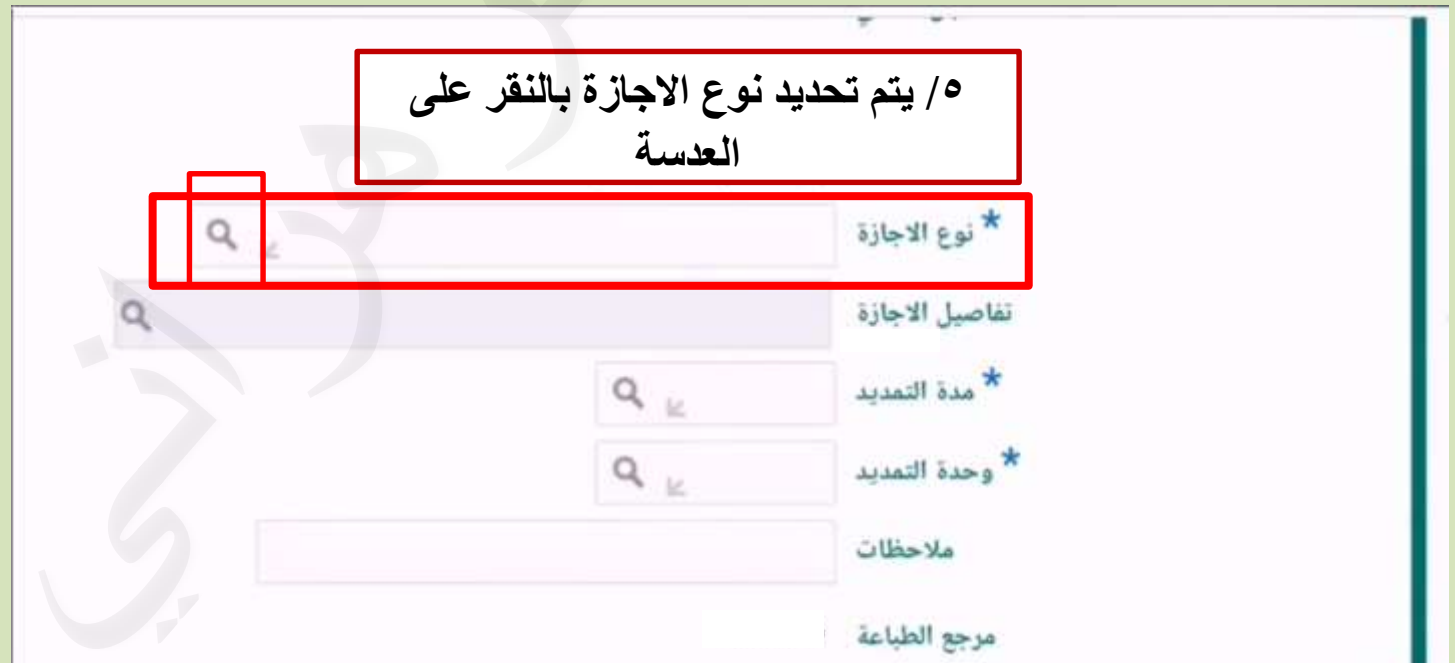 ٥/ يتم تحديد نوع الاجازة بالنقر على
العدسة
* نوع الاجازة
تفاصيل الاجازة
* مدة التمديد
* وحدة التمديد
ملاحظات
مرجع الطباعة